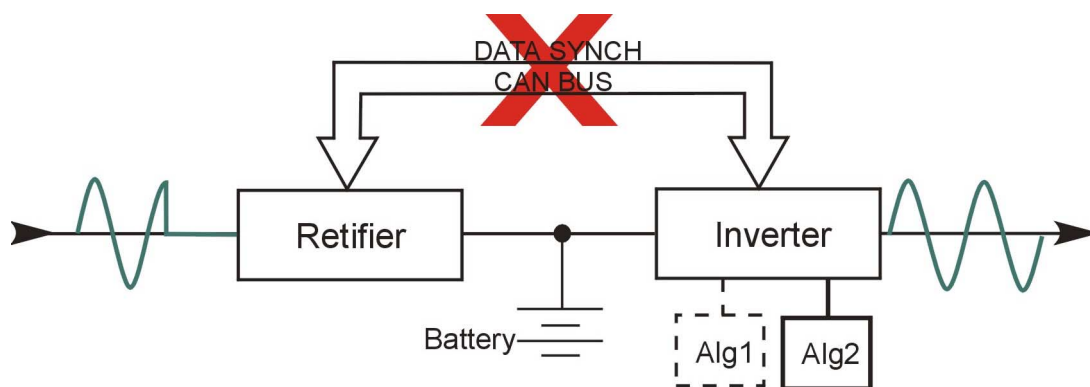 DATA SYNCH
CAN BUS
Retifier
Inverter
Battery
Alg1
Alg2